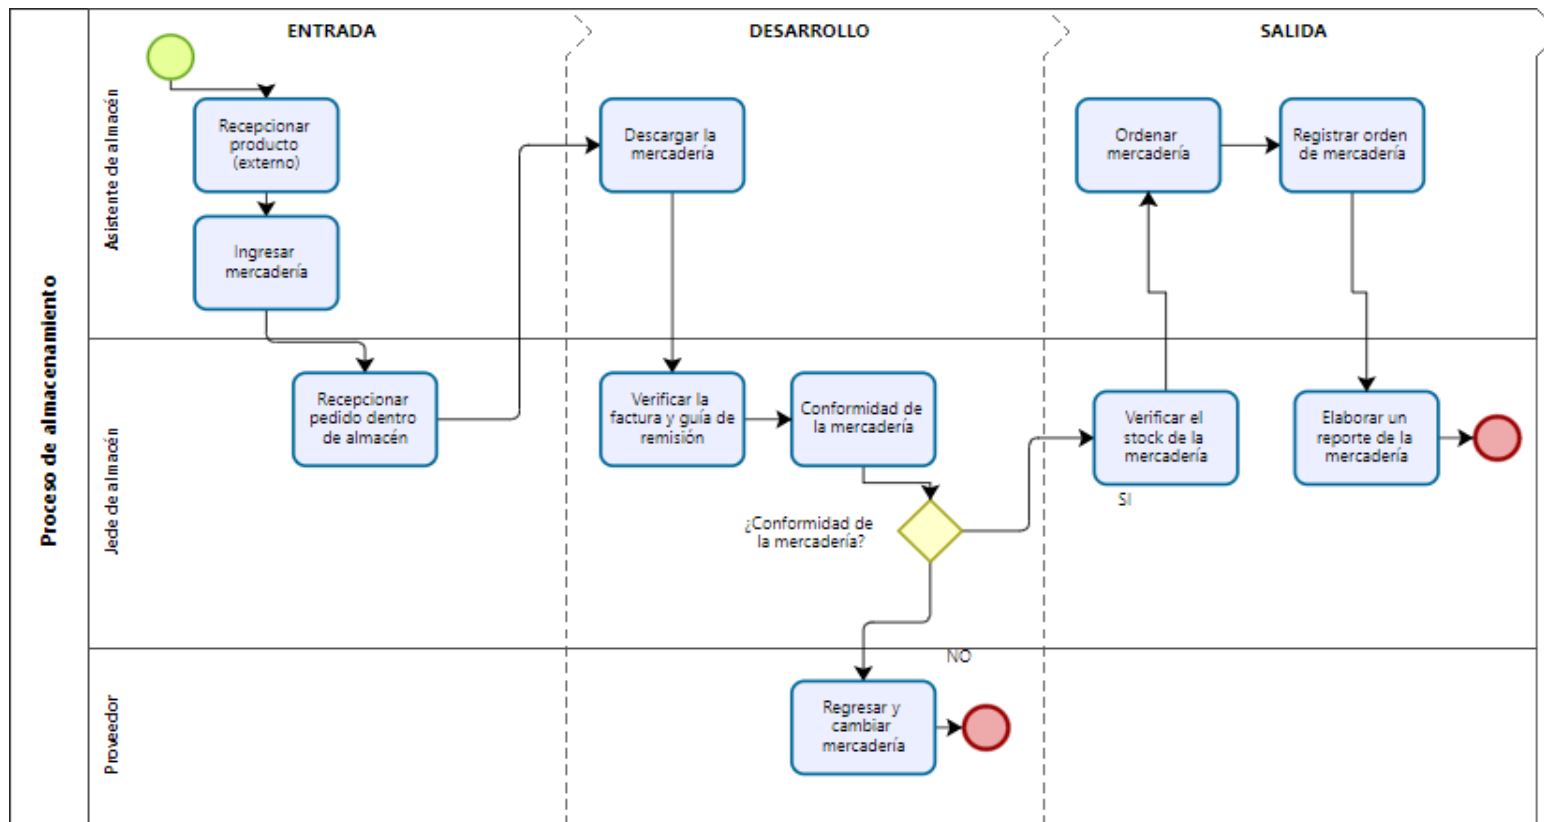 Proceso de almacenamiento
ENTRADA
DESARROLLO
SALIDA
Asistente de almacén
Recepcionar
producto
(externo)
Ingresar
mercadería
Descargar la
mercadería
Ordenar
mercadería
Registrar orden
de mercadería
Jede de almacén
Recepcionar
pedido dentro
de almacén
Verificar la
factura y guía de
remisión
Conformidad de
la mercadería
¿Conformidad de
la mercadería?
Verificar el
stock de la
mercadería
SI
Elaborar un
reporte de la
mercadería
Proveedor
NO
Regresar y
cambiar
mercadería